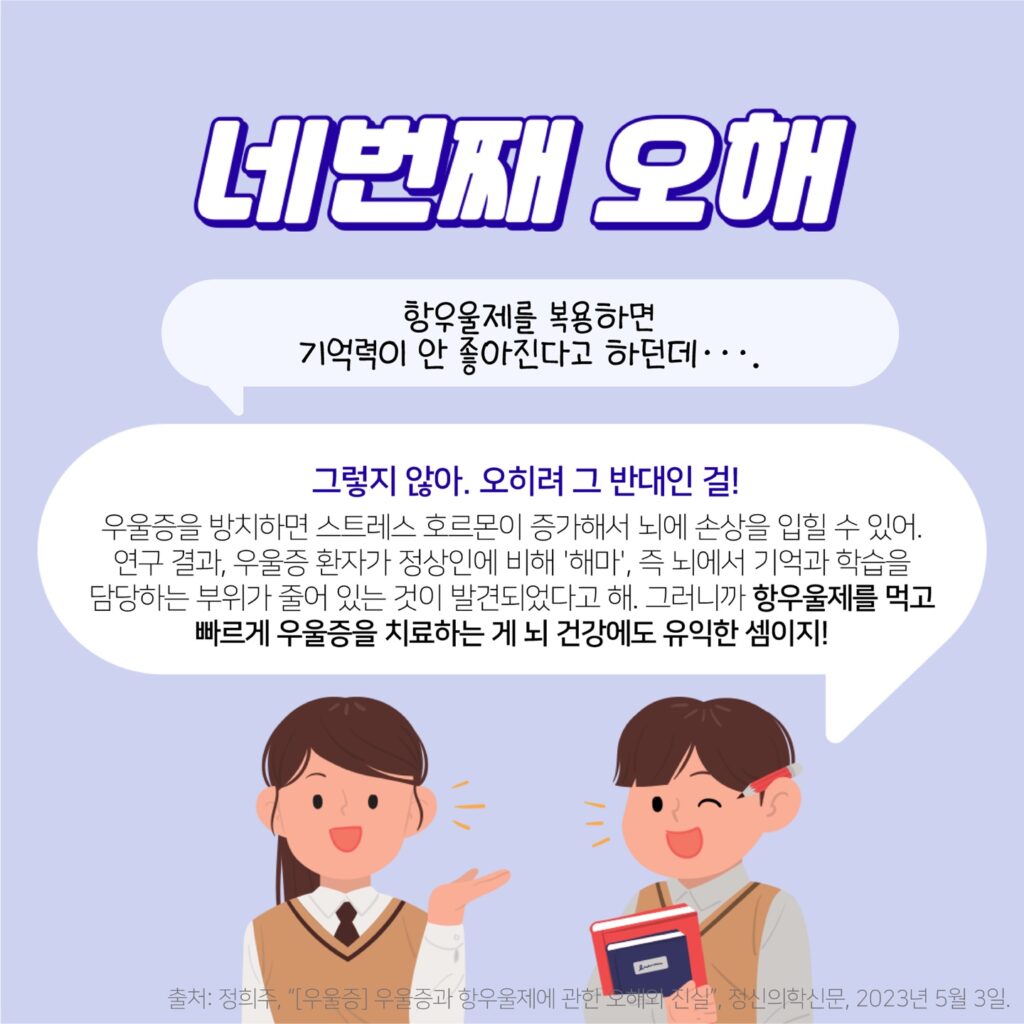 네번째 오해
항우울제를 복용하면
기억력이 안 좋아진다고 하던데···.
그렇지 않아. 오히려 그 반대인 걸!
우울증을 방치하면 스트레스 호르몬이 증가해서 뇌에 손상을 입힐 수 있어.
연구 결과, 우울증 환자가 정상인에 비해 '해마', 즉 뇌에서 기억과 학습을
담당하는 부위가 줄어 있는 것이 발견되었다고 해. 그러니까 항우울제를 먹고
빠르게 우울증을 치료하는 게 뇌 건강에도 유익한 셈이지!
출처: 정희주, “[우울증] 우울증과 항우울제에 관한 오해와 진실”, 정신의학신문, 2023년 5월 3일.